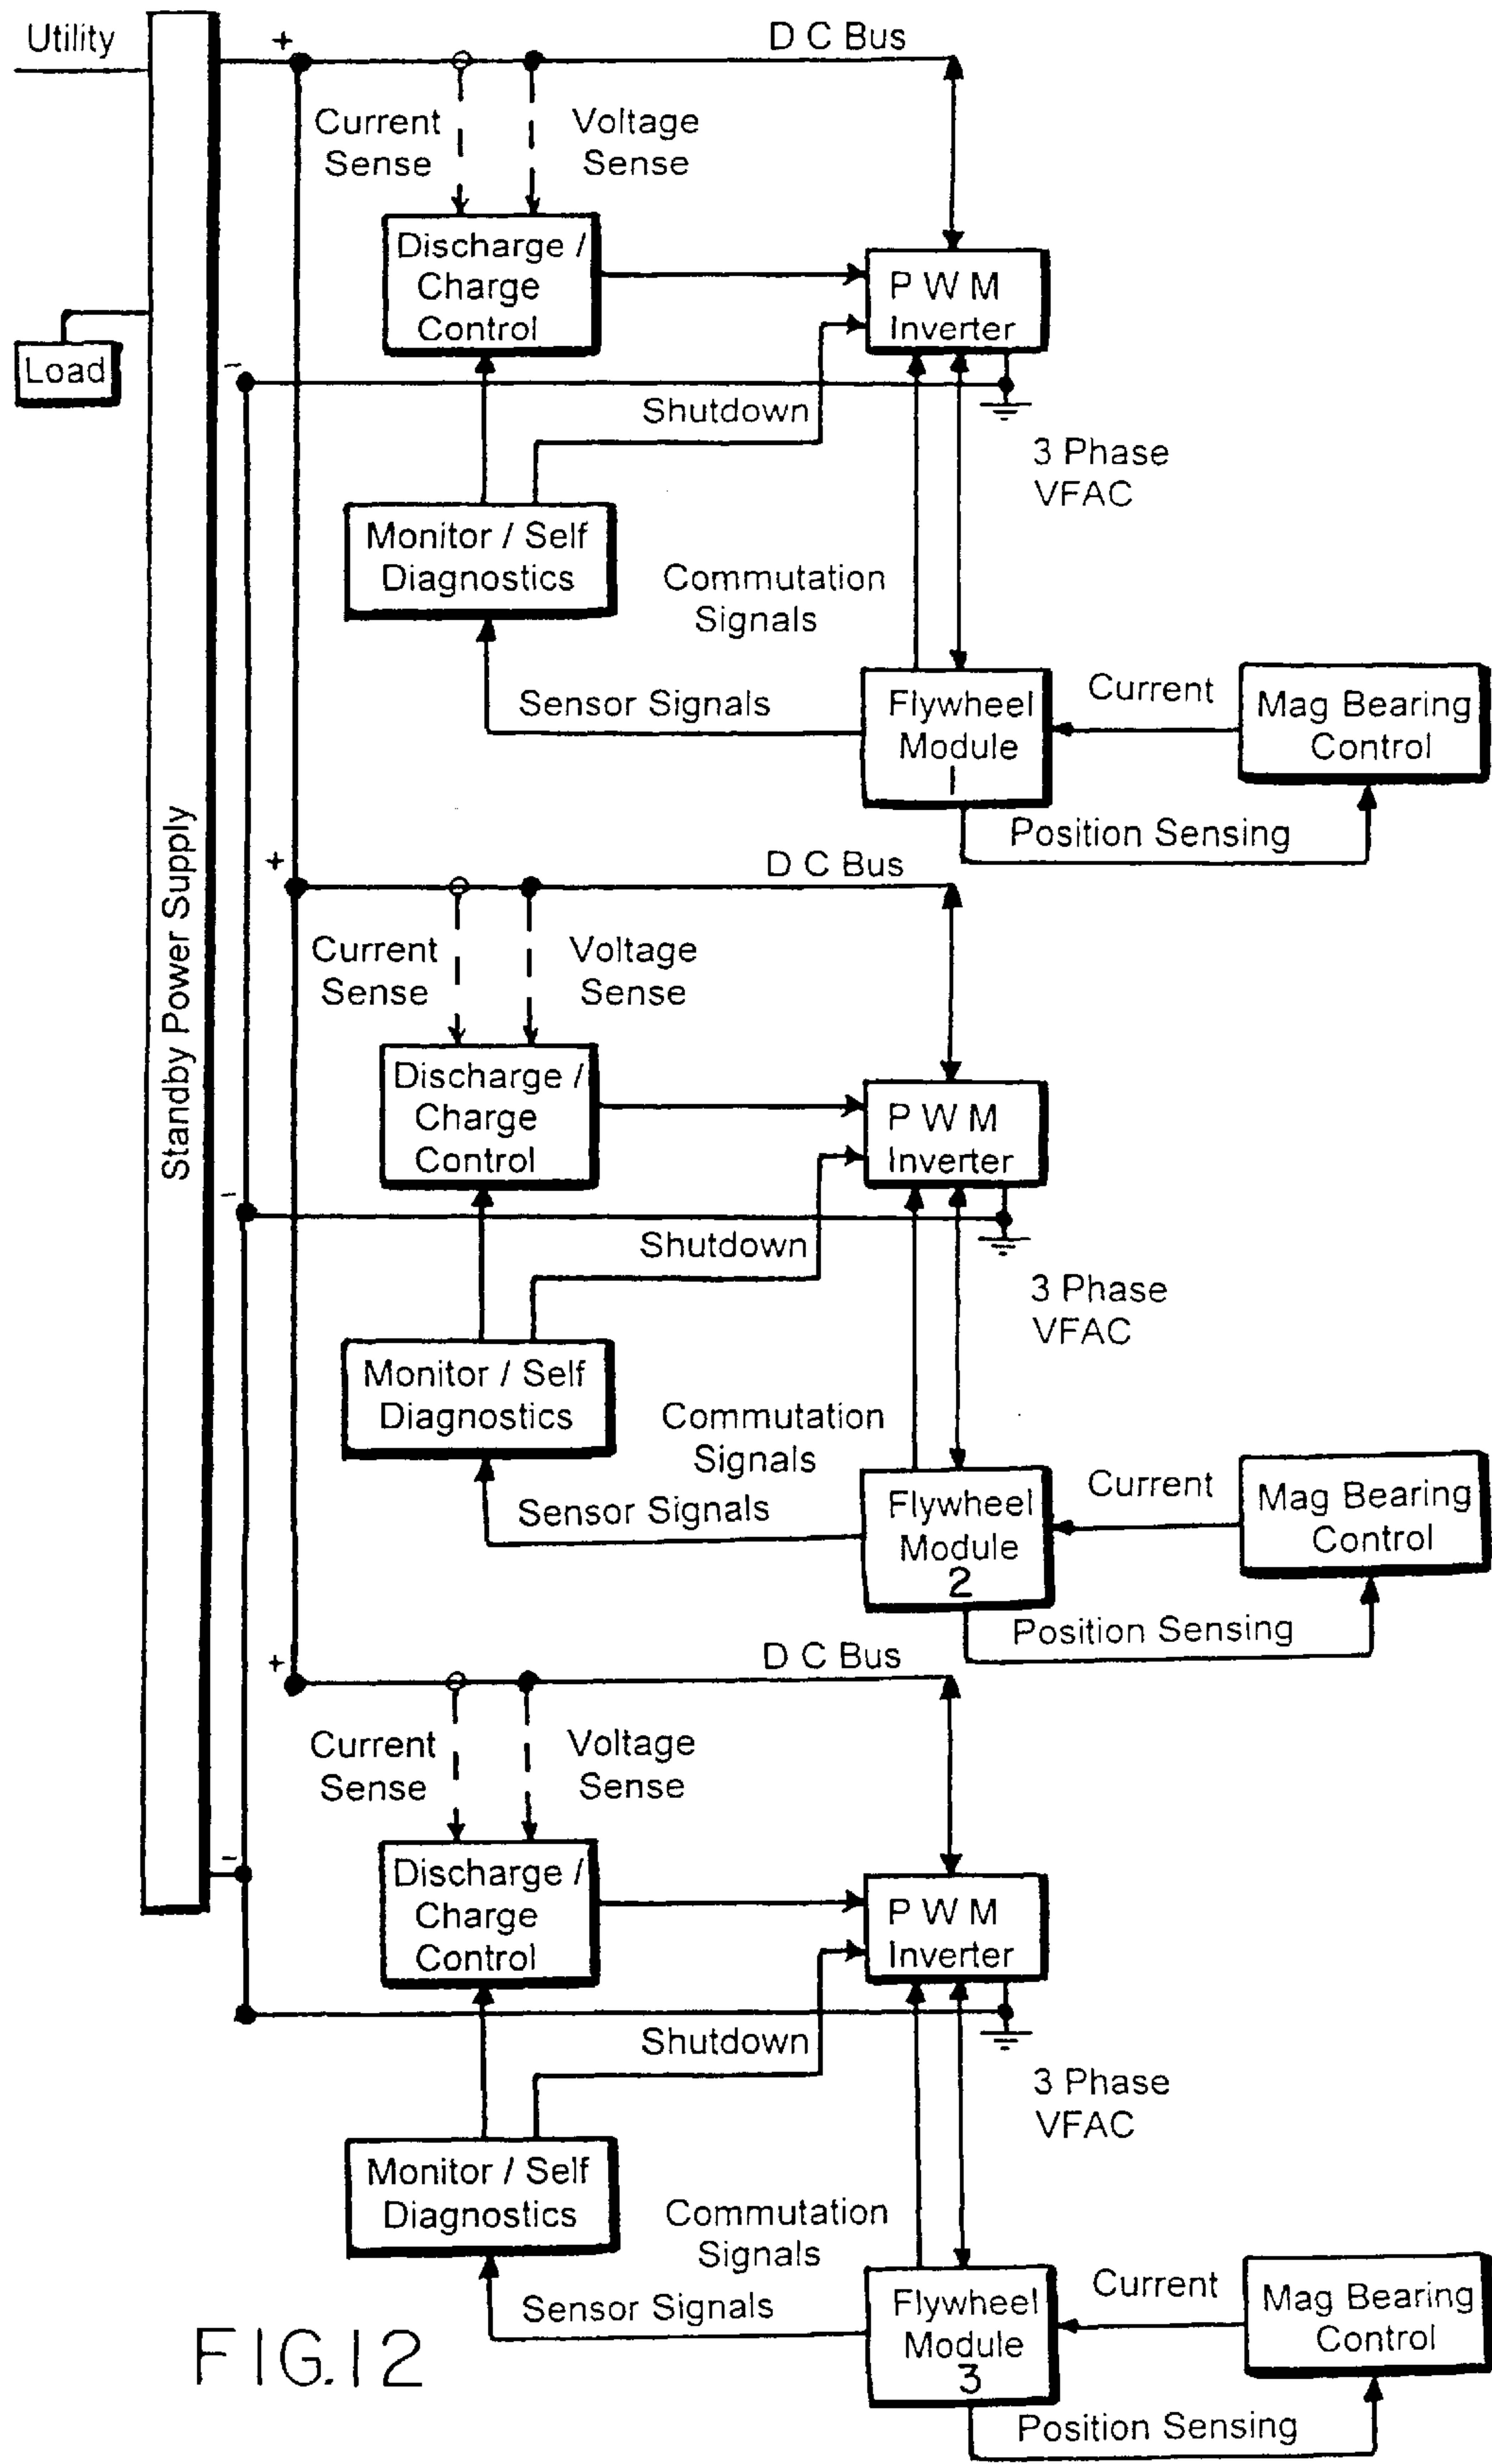 Utility
+
D C Bus
Current
Sense
Voltage
Sense
Discharge /
Charge
Control
P W M
Inverter
Load
-
Shutdown
3 Phase
VFAC
Monitor / Self
Diagnostics
Commutation
Signals
Sensor Signals
Flywheel
Module
1
Current
Mag Bearing
Control
Position Sensing
Standby Power Supply
+
D C Bus
Current
Sense
Voltage
Sense
Discharge /
Charge
Control
P W M
Inverter
-
Shutdown
3 Phase
VFAC
Monitor / Self
Diagnostics
Commutation
Signals
Sensor Signals
Flywheel
Module
2
Current
Mag Bearing
Control
Position Sensing
+
D C Bus
Current
Sense
Voltage
Sense
Discharge /
Charge
Control
P W M
Inverter
-
Shutdown
3 Phase
VFAC
Monitor / Self
Diagnostics
Commutation
Signals
Sensor Signals
Flywheel
Module
3
Current
Mag Bearing
Control
Position Sensing
FIG.12